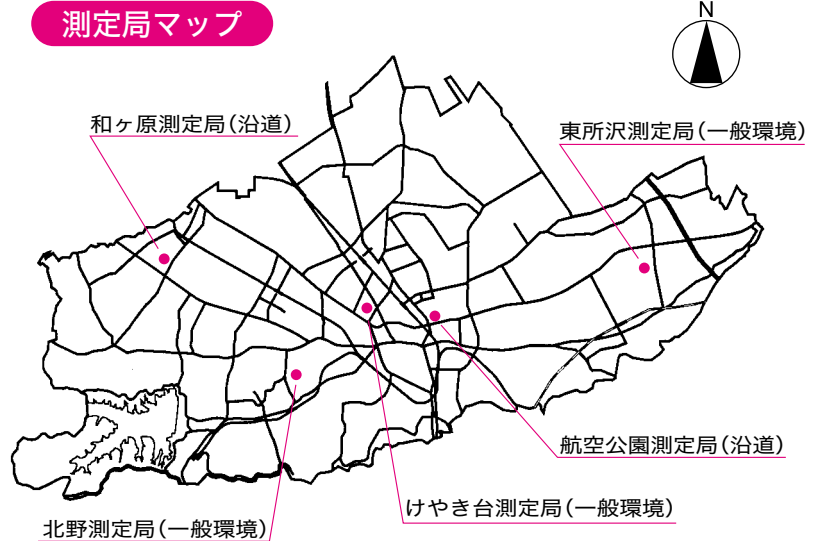 測定局マップ
N
和ヶ原測定局(沿道)
東所沢測定局(一般環境)
航空公園測定局(沿道)
けやき台測定局(一般環境)
北野測定局(一般環境)